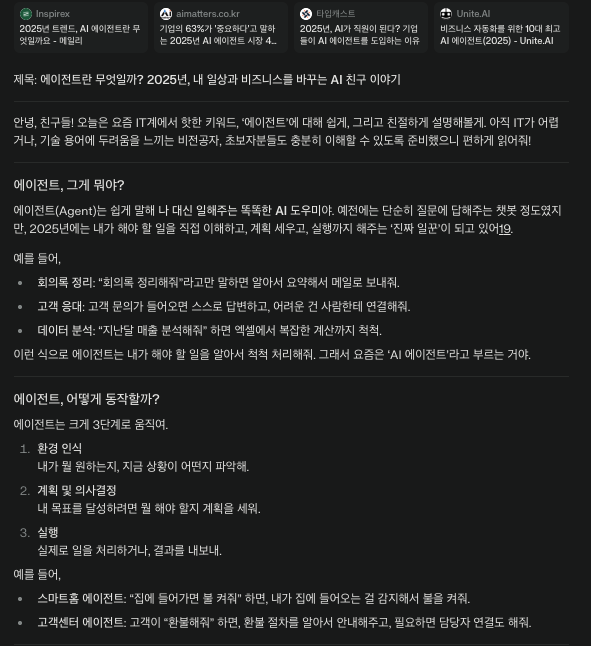 Inspirex
2025년 트렌드, AI 에이전트란 무
엇일까요 - 메일리
aimatters.co.kr
기업의 63%가 '중요하다'고 말하
는 2025년 AI 에이전트 시장 4...
타입캐스트
2025년, AI가 직원이 된다? 기업
들이 AI 에이전트를 도입하는 이유
Unite.AI
비즈니스 자동화를 위한 10대 최고
AI 에이전트(2025) - Unite.AI
제목: 에이전트란 무엇일까? 2025년, 내 일상과 비즈니스를 바꾸는 AI 친구 이야기
안녕, 친구들! 오늘은 요즘 IT계에서 핫한 키워드, '에이전트'에 대해 쉽게, 그리고 친절하게 설명해볼게. 아직 IT가 어렵
거나, 기술 용어에 두려움을 느끼는 비전공자, 초보자분들도 충분히 이해할 수 있도록 준비했으니 편하게 읽어줘!
에이전트, 그게 뭐야?
에이전트(Agent)는 쉽게 말해 나 대신 일해주는 똑똑한 AI 도우미야. 예전에는 단순히 질문에 답해주는 챗봇 정도였지
만, 2025년에는 내가 해야 할 일을 직접 이해하고, 계획 세우고, 실행까지 해주는 '진짜 일꾼'이 되고 있어19.
예를 들어,
• 회의록 정리: "회의록 정리해줘"라고만 말하면 알아서 요약해서 메일로 보내줘.
• 고객 응대: 고객 문의가 들어오면 스스로 답변하고, 어려운 건 사람한테 연결해줘.
• 데이터 분석: "지난달 매출 분석해줘" 하면 엑셀에서 복잡한 계산까지 척척.
이런 식으로 에이전트는 내가 해야 할 일을 알아서 척척 처리해줘. 그래서 요즘은 'AI 에이전트'라고 부르는 거야.
에이전트, 어떻게 동작할까?
에이전트는 크게 3단계로 움직여.
1. 환경 인식
내가 뭘 원하는지, 지금 상황이 어떤지 파악해.
2. 계획 및 의사결정
내 목표를 달성하려면 뭘 해야 할지 계획을 세워.
3. 실행
실제로 일을 처리하거나, 결과를 내보내.
예를 들어,
• 스마트홈 에이전트: "집에 들어가면 불 켜줘" 하면, 내가 집에 들어오는 걸 감지해서 불을 켜줘.
• 고객센터 에이전트: 고객이 "환불해줘" 하면, 환불 절차를 알아서 안내해주고, 필요하면 담당자 연결도 해줘.